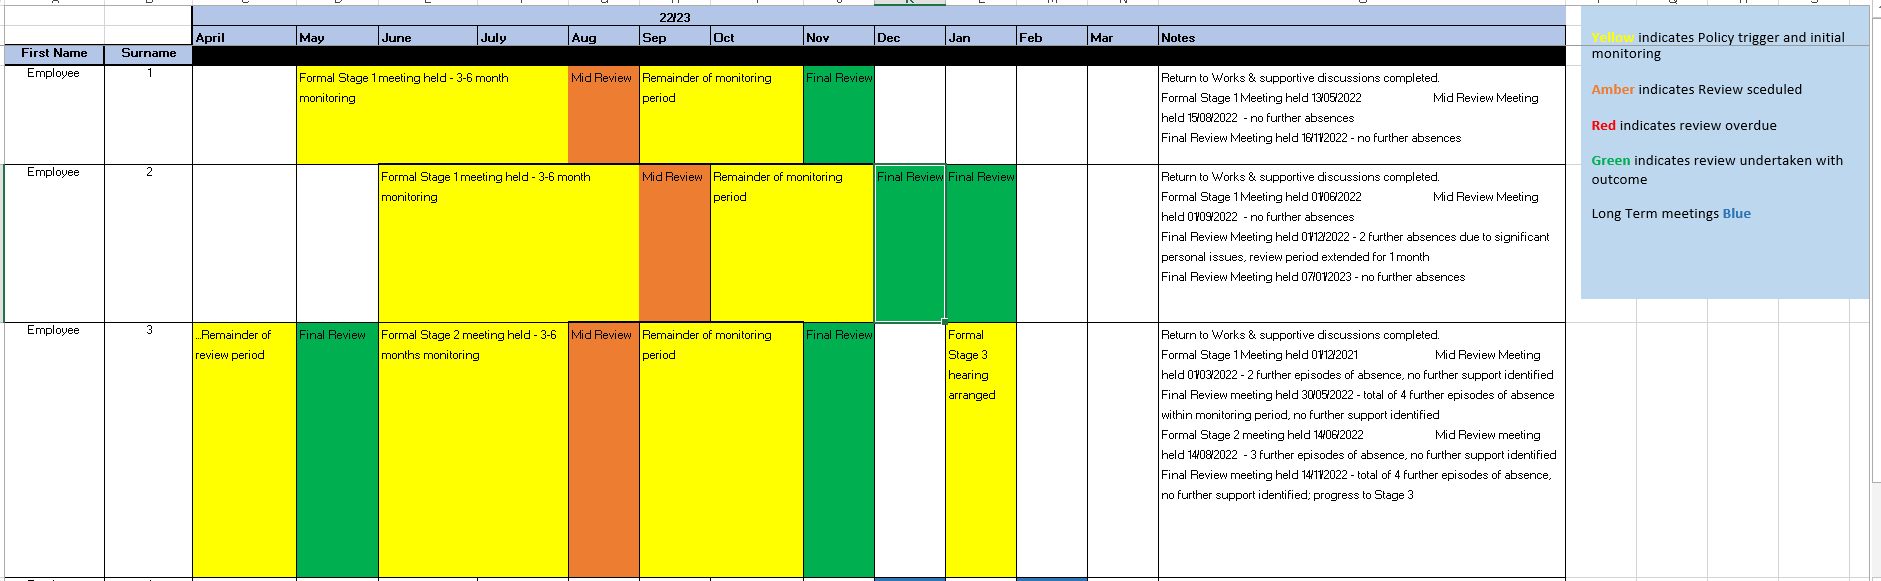 22/23
April May June July Aug Sep Oct Nov Dec Jan Feb Mar Notes
First Name Surname
Employee 1
Formal Stage 1 meeting held - 3-6 month
monitoring
Mid Review
Remainder of monitoring
period
Final Review
Return to Works & supportive discussions completed.
Formal Stage 1 Meeting held 13/05/2022 Mid Review Meeting
held 15/08/2022 - no further absences
Final Review Meeting held 16/11/2022 - no further absences
Employee 2
Formal Stage 1 meeting held - 3-6 month
monitoring
Mid Review
Remainder of monitoring
period
Final Review
Final Review
Return to Works & supportive discussions completed.
Formal Stage 1 Meeting held 01/06/2022 Mid Review Meeting
held 01/09/2022 - no further absences
Final Review Meeting held 01/12/2022 - 2 further absences due to significant
personal issues, review period extended for 1 month
Final Review Meeting held 07/01/2023 - no further absences
Employee 3
...Remainder of
review period
Final Review
Formal Stage 2 meeting held - 3-6
months monitoring
Mid Review
Remainder of monitoring
period
Final Review
Formal
Stage 3
hearing
arranged
Return to Works & supportive discussions completed.
Formal Stage 1 Meeting held 01/12/2021 Mid Review Meeting
held 01/03/2022 - 2 further episodes of absence, no further support identified
Final Review meeting held 30/05/2022 - total of 4 further episodes of absence
within monitoring period, no further support identified
Formal Stage 2 meeting held 14/06/2022 Mid Review meeting
held 14/08/2022 - 3 further episodes of absence, no further support identified
Final Review meeting held 14/11/2022 - total of 4 further episodes of absence,
no further support identified; progress to Stage 3
Yellow indicates Policy trigger and initial
monitoring
Amber indicates Review sceduled
Red indicates review overdue
Green indicates review undertaken with
outcome
Long Term meetings Blue